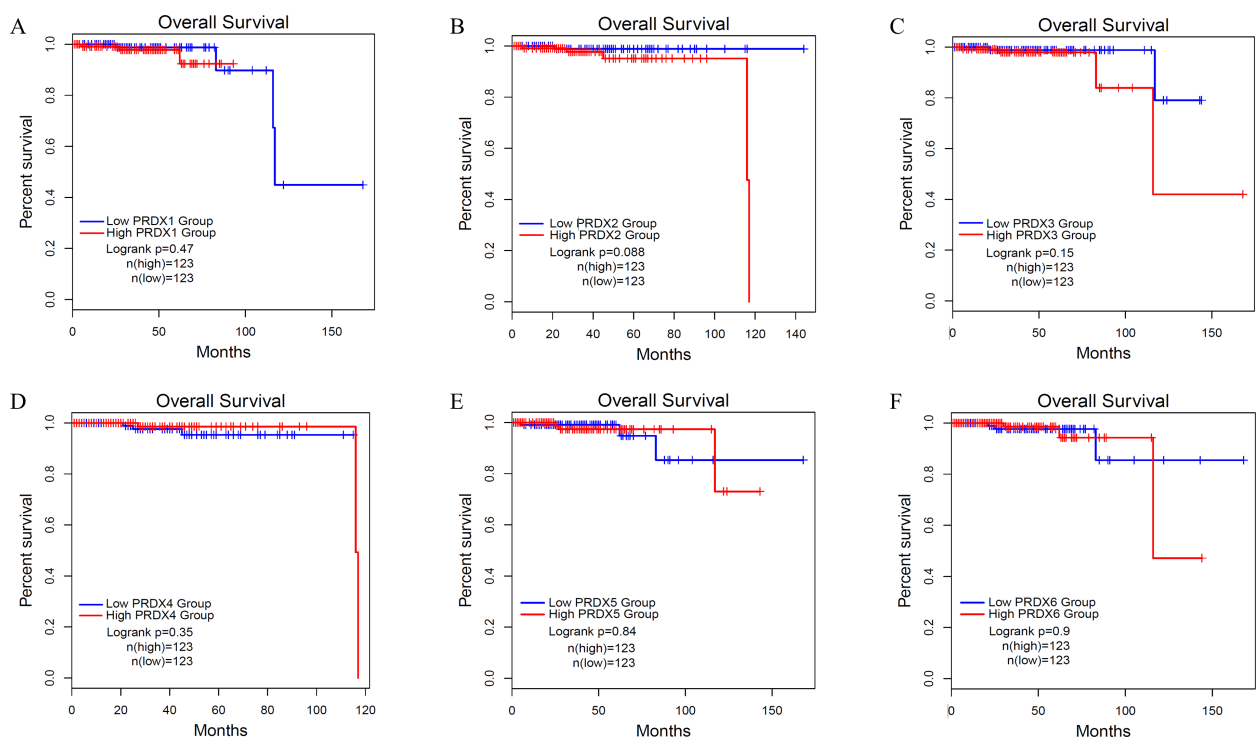 A
Overall Survival
Percent survival
1.0
0.8
0.6
0.4
0.2
0.0
Low PRDX1 Group
High PRDX1 Group
Logrank p=0.47
n(high)=123
n(low)=123
0 50 100 150
Months
B
Overall Survival
Percent survival
1.0
0.8
0.6
0.4
0.2
0.0
Low PRDX2 Group
High PRDX2 Group
Logrank p=0.088
n(high)=123
n(low)=123
0 20 40 60 80 100 120 140
Months
C
Overall Survival
Percent survival
1.0
0.8
0.6
0.4
0.2
0.0
Low PRDX3 Group
High PRDX3 Group
Logrank p=0.15
n(high)=123
n(low)=123
0 50 100 150
Months
D
Overall Survival
Percent survival
1.0
0.8
0.6
0.4
0.2
0.0
Low PRDX4 Group
High PRDX4 Group
Logrank p=0.35
n(high)=123
n(low)=123
0 20 40 60 80 100 120
Months
E
Overall Survival
Percent survival
1.0
0.8
0.6
0.4
0.2
0.0
Low PRDX5 Group
High PRDX5 Group
Logrank p=0.84
n(high)=123
n(low)=123
0 50 100 150
Months
F
Overall Survival
Percent survival
1.0
0.8
0.6
0.4
0.2
0.0
Low PRDX6 Group
High PRDX6 Group
Logrank p=0.9
n(high)=123
n(low)=123
0 50 100 150
Months